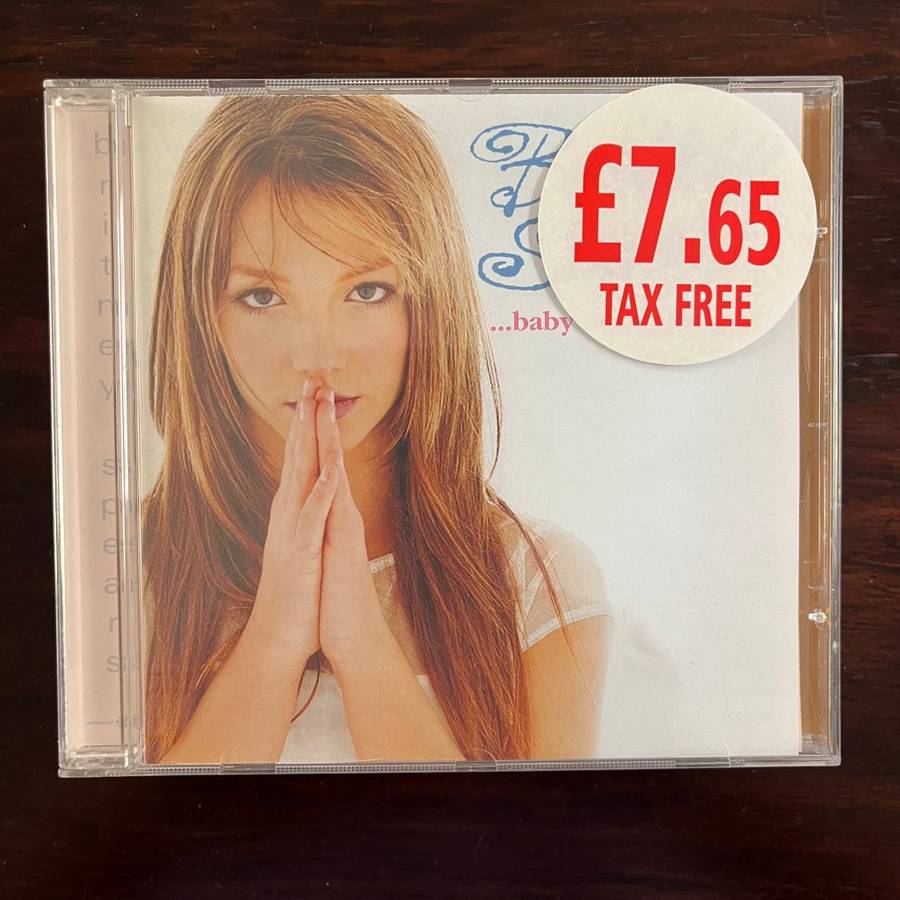 britney spears
B
S
...baby
£7.65
TAX FREE